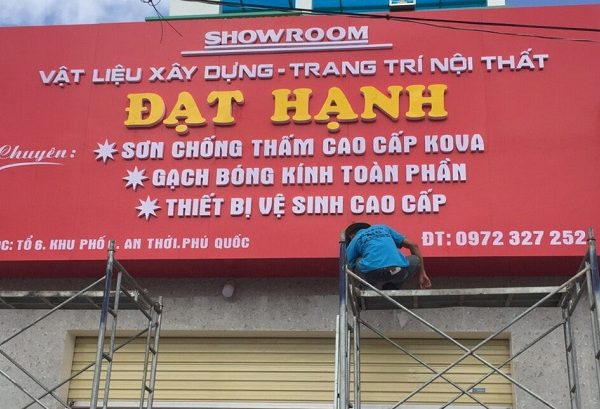 SHOWROOM
VẬT LIỆU XÂY DỰNG - TRANG TRÍ NỘI THẤT
ĐẠT HẠNH
Chuyên:
SƠN CHỐNG THẤM CAO CẤP KOVA
GẠCH BÓNG KÍNH TOÀN PHẦN
THIẾT BỊ VỆ SINH CAO CẤP
ĐC: TỔ 6, KHU PHỐ AN THỚI.PHÚ QUỐC
ĐT: 0972 327 252